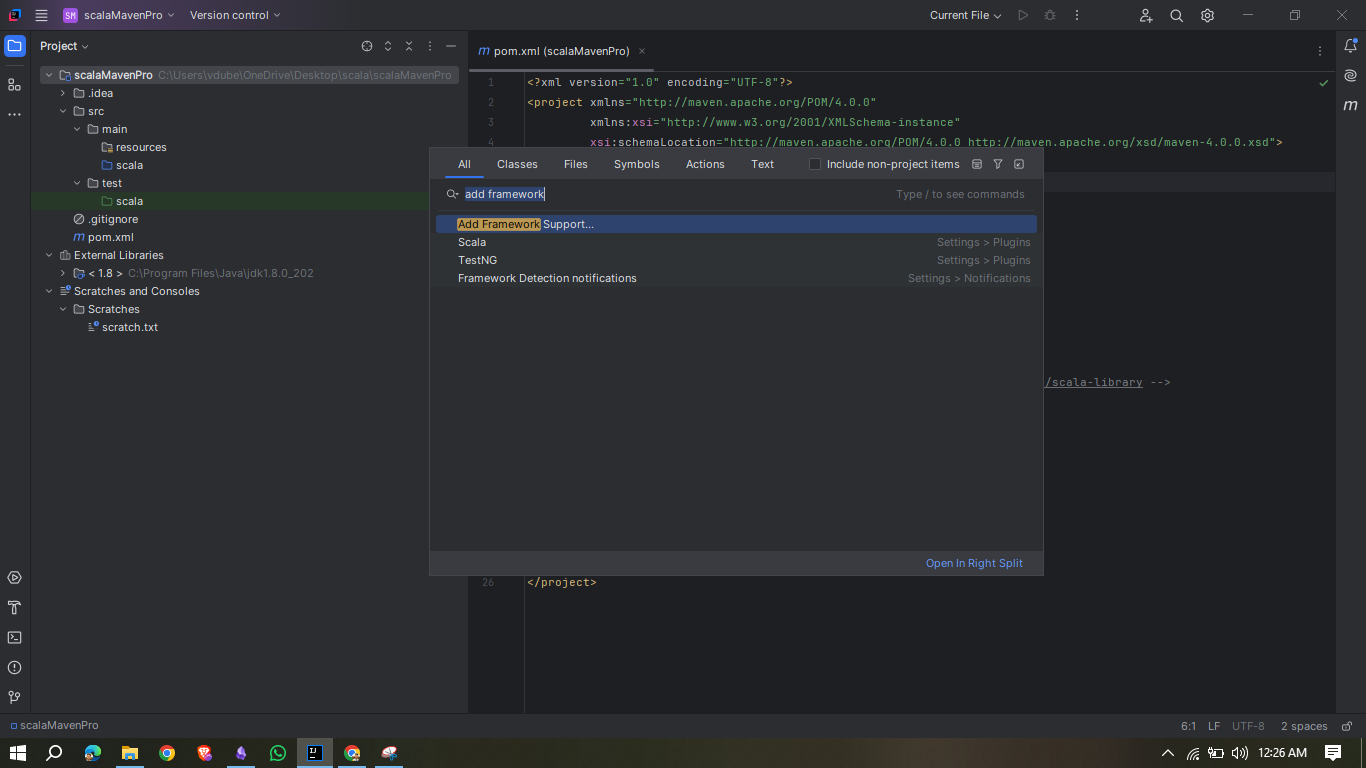 SM scalaMavenPro Version control Current File
Project
pom.xml (scalaMavenPro)
scalaMavenPro C:\Users\vdube\OneDrive\Desktop\scala\scalaMavenPro
.idea
src
main
resources
scala
test
scala
.gitignore
m pom.xml
External Libraries
< 1.8 > C:\Program Files\Java\jdk1.8.0_202
Scratches and Consoles
Scratches
scratch.txt
1 <?xml version="1.0" encoding="UTF-8"?>
2 <project xmlns="http://maven.apache.org/POM/4.0.0"
3 xmlns:xsi="http://www.w3.org/2001/XMLSchema-instance"
4 xsi:schemaLocation="http://maven.apache.org/POM/4.0.0 http://maven.apache.org/xsd/maven-4.0.0.xsd">
All Classes Files Symbols Actions Text Include non-project items
add framework Type / to see commands
Add Framework Support...
Scala Settings > Plugins
TestNG Settings > Plugins
Framework Detection notifications Settings > Notifications
/scala-library -->
Open In Right Split
26 </project>
scalaMavenPro 6:1 LF UTF-8 2 spaces
12:26 AM